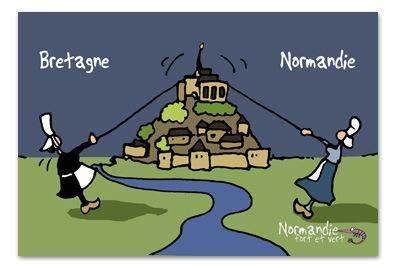 Bretagne
Normandie
Normandie
fort et vert